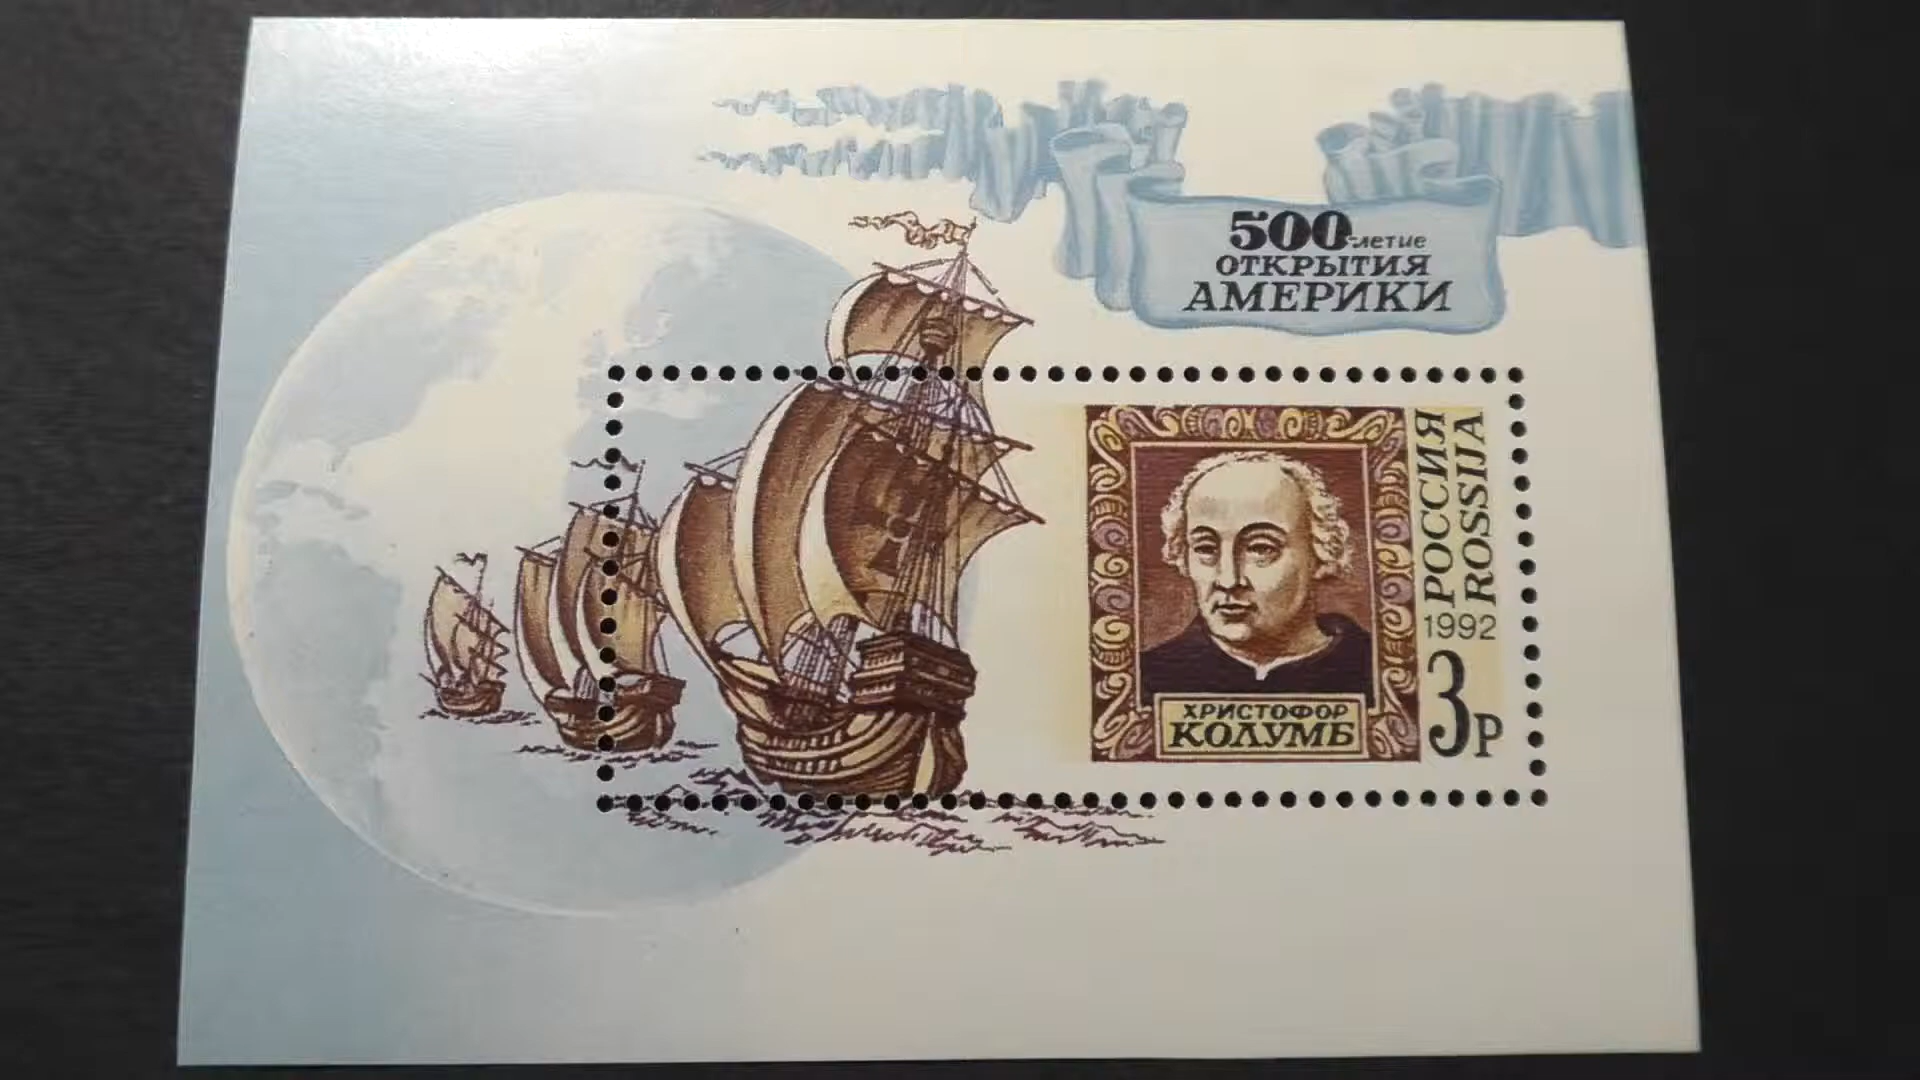 500-летие
ОТКРЫТИЯ
АМЕРИКИ
ХРИСТОФОР
КОЛУМБ
РОССИЯ
ROSSIJA
1992
3р